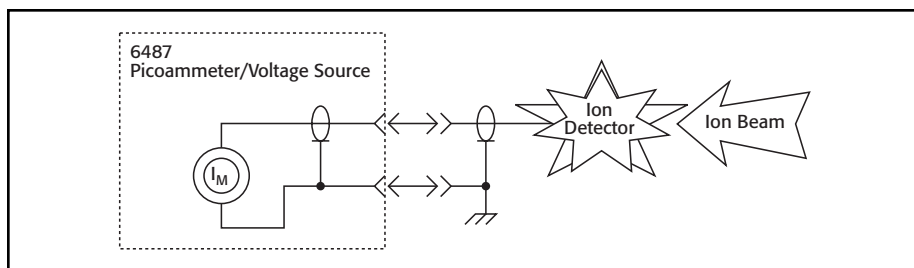 6487
Picoammeter/Voltage Source
Ion
Detector
Ion Beam
IM